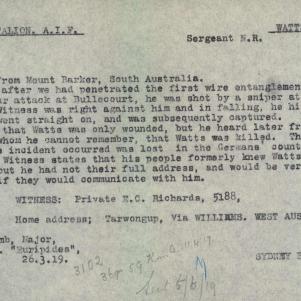 ALION. A.I.F.
WATTS
Sergeant N.R.
from Mount Barker, South Australia.
after we had penetrated the first wire entanglement
ar attack at Bullecourt, he was shot by a sniper at
Witness was right against him and in falling, he hi
went straight on, and was subsequently captured.
that Watts was only wounded, but he heard later fr
whom he cannot remember, that Watts was killed. Th
s incident occurred was lost in the Germans count
Witness states that his people formerly knew Watts
but he had not their full address, and would be ver
if they would communicate with him.
WITNESS: Private E.C. Richards, 5188,
Home address; Tarwongup, Via WILLIAMS. WEST AUS
mb, Major,
. "Euripides",
26.3.19.
SYDNEY
3102